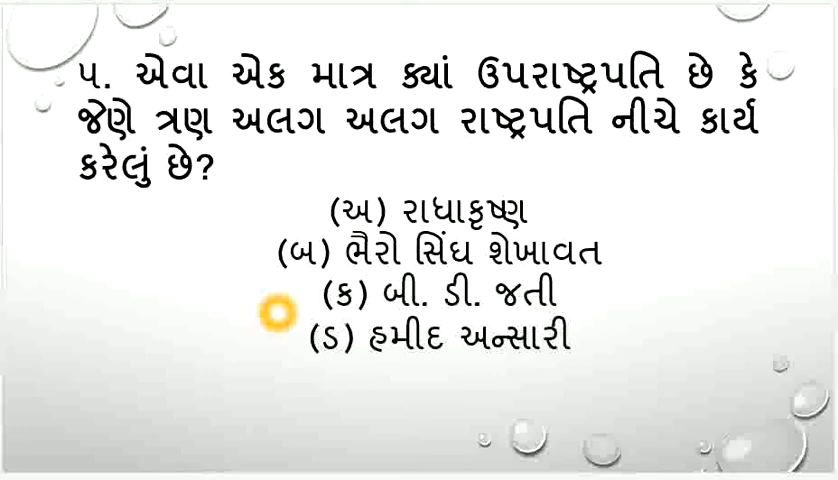 ૫. એવા એક માત્ર ક્યાં ઉપરાષ્ટ્રપતિ છે કે
જેણે ત્રણ અલગ અલગ રાષ્ટ્રપતિ નીચે કાર્ય
કરેલું છે?
(અ) રાધાકૃષ્ણ
(બ) ભૈરો સિંઘ શેખાવત
(ક) બી. ડી. જતી
(ડ) હમીદ અન્સારી